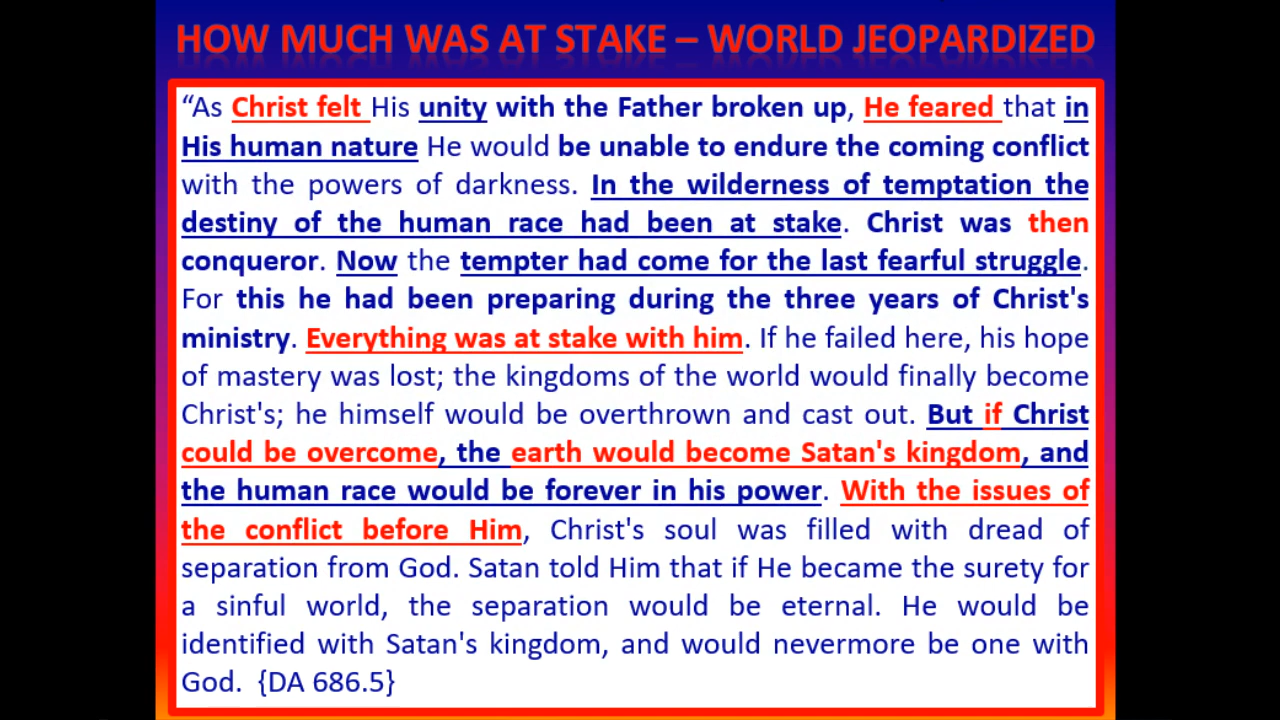 HOW MUCH WAS AT STAKE – WORLD JEOPARDIZED
“As Christ felt His unity with the Father broken up, He feared that in
His human nature He would be unable to endure the coming conflict
with the powers of darkness. In the wilderness of temptation the
destiny of the human race had been at stake. Christ was then
conqueror. Now the tempter had come for the last fearful struggle.
For this he had been preparing during the three years of Christ's
ministry. Everything was at stake with him. If he failed here, his hope
of mastery was lost; the kingdoms of the world would finally become
Christ's; he himself would be overthrown and cast out. But if Christ
could be overcome, the earth would become Satan's kingdom, and
the human race would be forever in his power. With the issues of
the conflict before Him, Christ's soul was filled with dread of
separation from God. Satan told Him that if He became the surety for
a sinful world, the separation would be eternal. He would be
identified with Satan's kingdom, and would nevermore be one with
God. {DA 686.5}